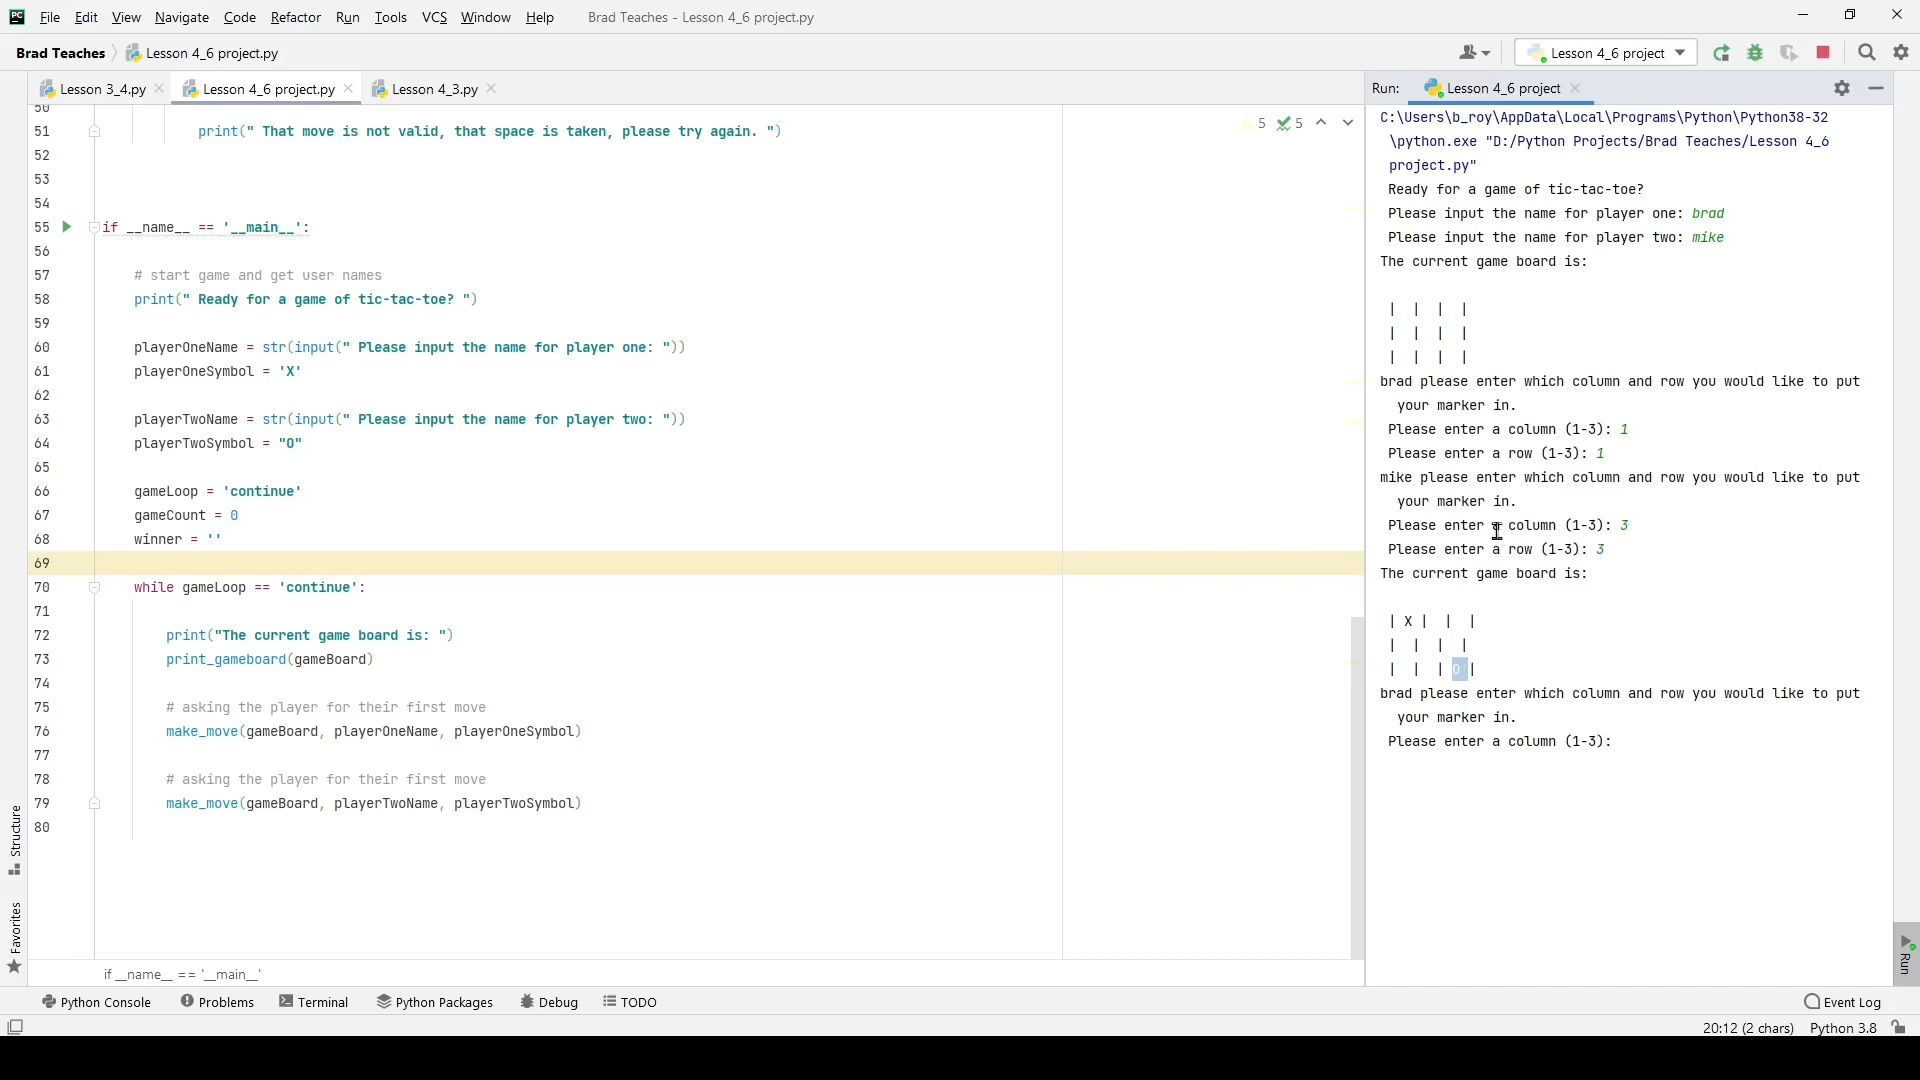 PC File Edit View Navigate Code Refactor Run Tools VCS Window Help Brad Teaches - Lesson 4_6 project.py
Brad Teaches Lesson 4_6 project.py Lesson 4_6 project
Lesson 3_4.py Lesson 4_6 project.py Lesson 4_3.py
5 5
50
51 print(" That move is not valid, that space is taken, please try again. ")
52
53
54
55 if __name__ == '__main__':
56
57 # start game and get user names
58 print(" Ready for a game of tic-tac-toe? ")
59
60 playerOneName = str(input(" Please input the name for player one: "))
61 playerOneSymbol = 'X'
62
63 playerTwoName = str(input(" Please input the name for player two: "))
64 playerTwoSymbol = "O"
65
66 gameLoop = 'continue'
67 gameCount = 0
68 winner = ''
69
70 while gameLoop == 'continue':
71
72 print("The current game board is: ")
73 print_gameboard(gameBoard)
74
75 # asking the player for their first move
76 make_move(gameBoard, playerOneName, playerOneSymbol)
77
78 # asking the player for their first move
79 make_move(gameBoard, playerTwoName, playerTwoSymbol)
80
if __name__ == '__main__'
Run: Lesson 4_6 project
C:\Users\b_roy\AppData\Local\Programs\Python\Python38-32
\python.exe "D:/Python Projects/Brad Teaches/Lesson 4_6
project.py"
Ready for a game of tic-tac-toe?
Please input the name for player one: brad
Please input the name for player two: mike
The current game board is:
|  |  |  |
|  |  |  |
|  |  |  |
brad please enter which column and row you would like to put
your marker in.
Please enter a column (1-3): 1
Please enter a row (1-3): 1
mike please enter which column and row you would like to put
your marker in.
Please enter a column (1-3): 3
Please enter a row (1-3): 3
The current game board is:
| X |  |  |
|  |  |  |
|  |  | O |
brad please enter which column and row you would like to put
your marker in.
Please enter a column (1-3):
Structure
Favorites
Run
Python Console Problems Terminal Python Packages Debug TODO Event Log
20:12 (2 chars) Python 3.8